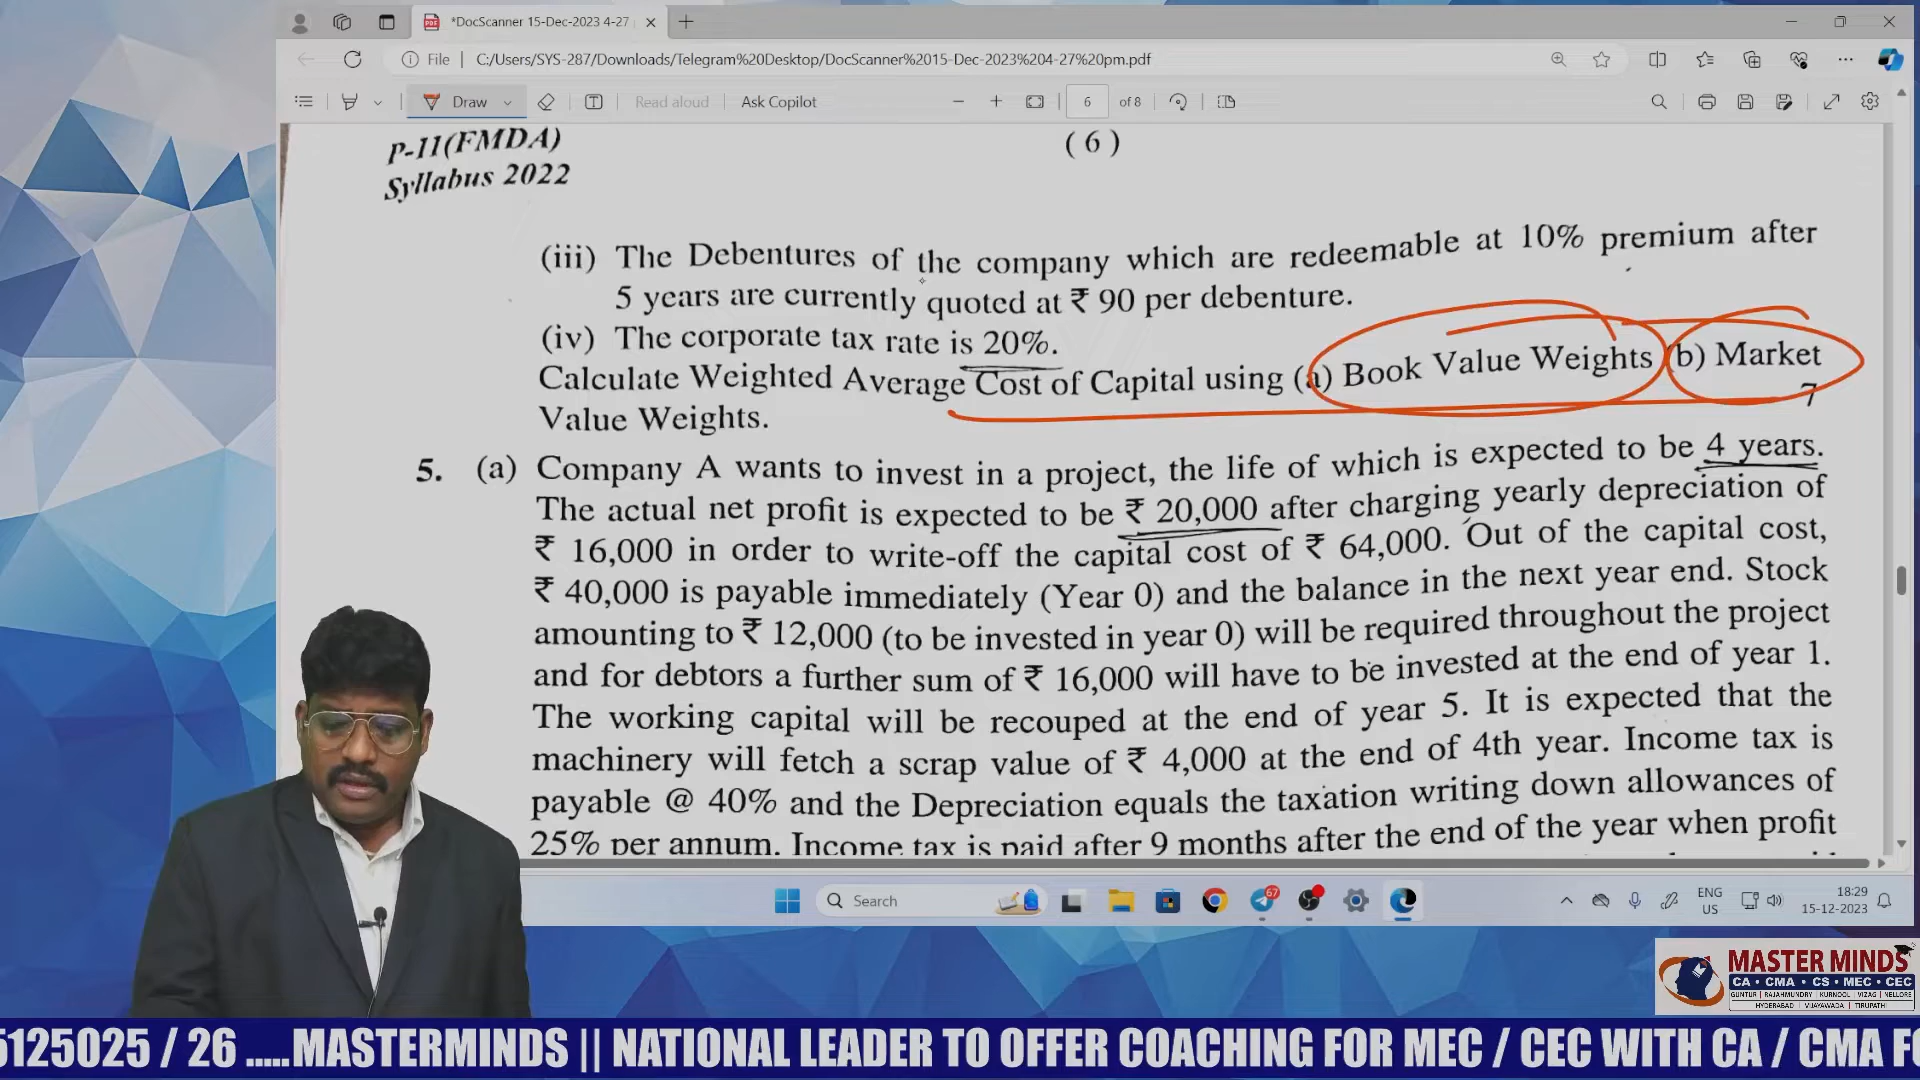 *DocScanner 15-Dec-2023 4-27
File
C:/Users/SYS-287/Downloads/Telegram%20Desktop/DocScanner%2015-Dec-2023%204-27%20pm.pdf
Draw
Read aloud
Ask Copilot
6
of 8
P-11(FMDA)
Syllabus 2022
( 6 )
(iii) The Debentures of the company which are redeemable at 10% premium after
5 years are currently quoted at ₹ 90 per debenture.
(iv) The corporate tax rate is 20%.
Calculate Weighted Average Cost of Capital using (a) Book Value Weights (b) Market
Value Weights.
7
5. (a) Company A wants to invest in a project, the life of which is expected to be 4 years.
The actual net profit is expected to be ₹ 20,000 after charging yearly depreciation of
₹ 16,000 in order to write-off the capital cost of ₹ 64,000. Out of the capital cost,
₹ 40,000 is payable immediately (Year 0) and the balance in the next year end. Stock
amounting to ₹ 12,000 (to be invested in year 0) will be required throughout the project
and for debtors a further sum of ₹ 16,000 will have to be invested at the end of year 1.
The working capital will be recouped at the end of year 5. It is expected that the
machinery will fetch a scrap value of ₹ 4,000 at the end of 4th year. Income tax is
payable @ 40% and the Depreciation equals the taxation writing down allowances of
25% per annum. Income tax is paid after 9 months after the end of the year when profit
Search
67
ENG
US
18:29
15-12-2023
MASTER MINDS
CA • CMA • CS • MEC • CEC
GUNTUR | RAJAHMUNDRY | KURNOOL | VIZAG | NELLORE
HYDERABAD | VIJAYAWADA | TIRUPATHI
5125025 / 26 .....MASTERMINDS || NATIONAL LEADER TO OFFER COACHING FOR MEC / CEC WITH CA / CMA FO